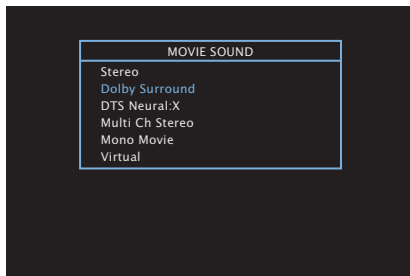 MOVIE SOUND
Stereo
Dolby Surround
DTS Neural:X
Multi Ch Stereo
Mono Movie
Virtual